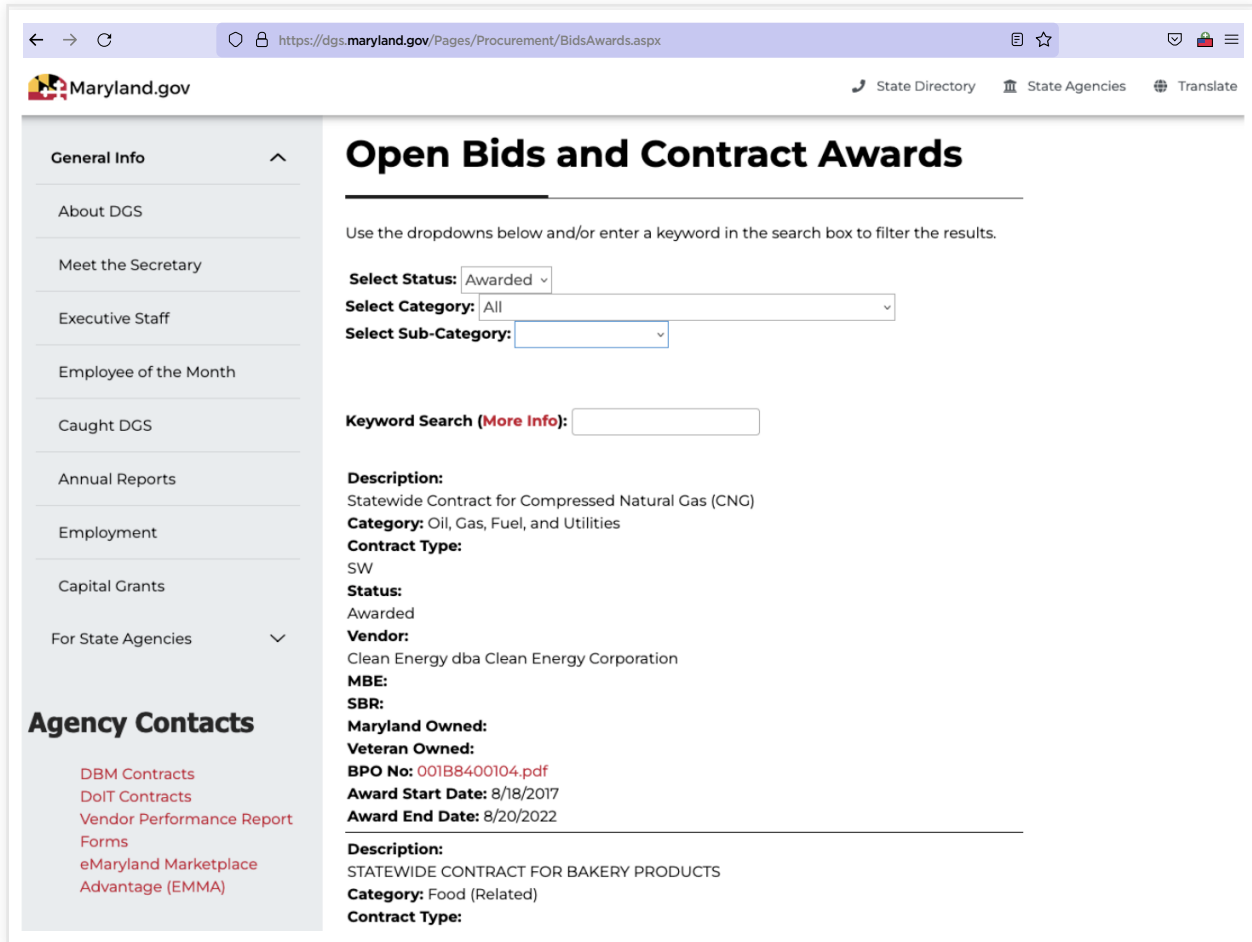 https://dgs.maryland.gov/Pages/Procurement/BidsAwards.aspx
Maryland.gov
State Directory
State Agencies
Translate
General Info
About DGS
Meet the Secretary
Executive Staff
Employee of the Month
Caught DGS
Annual Reports
Employment
Capital Grants
For State Agencies
Agency Contacts
DBM Contracts
DoIT Contracts
Vendor Performance Report
Forms
eMaryland Marketplace
Advantage (EMMA)
Open Bids and Contract Awards
Use the dropdowns below and/or enter a keyword in the search box to filter the results.
Select Status: Awarded
Select Category: All
Select Sub-Category:
Keyword Search (More Info):
Description:
Statewide Contract for Compressed Natural Gas (CNG)
Category: Oil, Gas, Fuel, and Utilities
Contract Type:
SW
Status:
Awarded
Vendor:
Clean Energy dba Clean Energy Corporation
MBE:
SBR:
Maryland Owned:
Veteran Owned:
BPO No: 001B8400104.pdf
Award Start Date: 8/18/2017
Award End Date: 8/20/2022
Description:
STATEWIDE CONTRACT FOR BAKERY PRODUCTS
Category: Food (Related)
Contract Type: